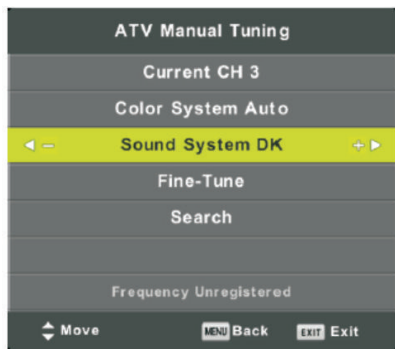 ATV Manual Tuning
Current CH 3
Color System Auto
Sound System DK
Fine-Tune
Search
Frequency Unregistered
Move MENU Back EXIT Exit